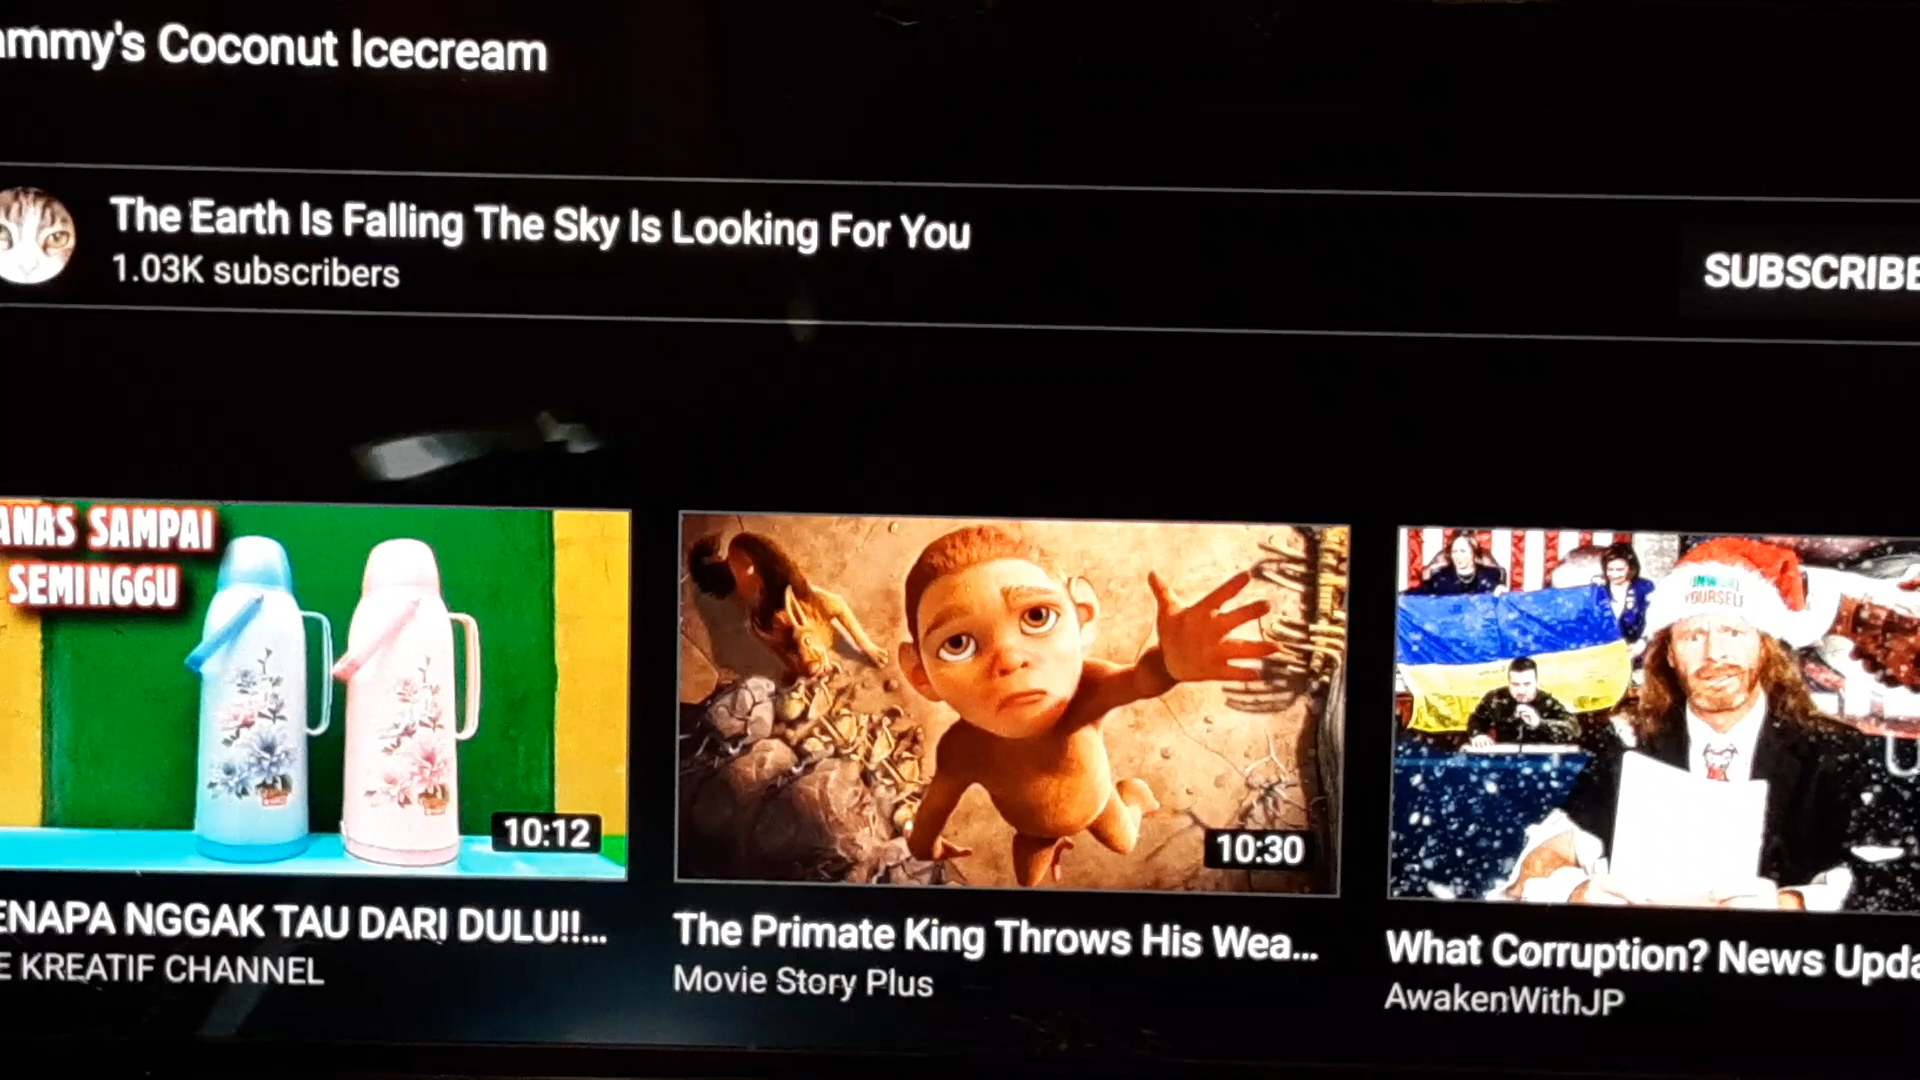 ammy's Coconut Icecream
The Earth Is Falling The Sky Is Looking For You
1.03K subscribers
SUBSCRIBE
ANAS SAMPAI
SEMINGGU
10:12
10:30
YOURSELF
ENAPA NGGAK TAU DARI DULU!!...
E KREATIF CHANNEL
The Primate King Throws His Wea...
Movie Story Plus
What Corruption? News Upda
AwakenWithJP